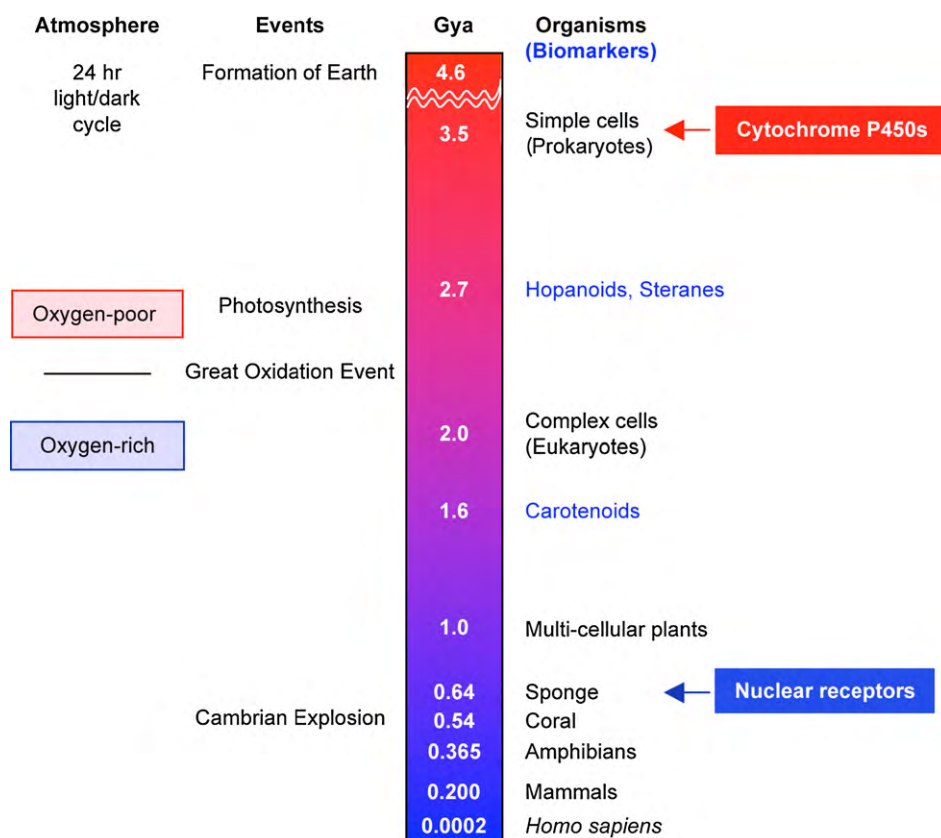 Atmosphere Events Gya Organisms
(Biomarkers)
24 hr
light/dark
cycle
Formation of Earth 4.6
3.5 Simple cells
(Prokaryotes)
Cytochrome P450s
Oxygen-poor
Photosynthesis 2.7 Hopanoids, Steranes
Great Oxidation Event
Oxygen-rich
2.0 Complex cells
(Eukaryotes)
1.6 Carotenoids
1.0 Multi-cellular plants
0.64 Sponge Nuclear receptors
Cambrian Explosion 0.54 Coral
0.365 Amphibians
0.200 Mammals
0.0002 Homo sapiens